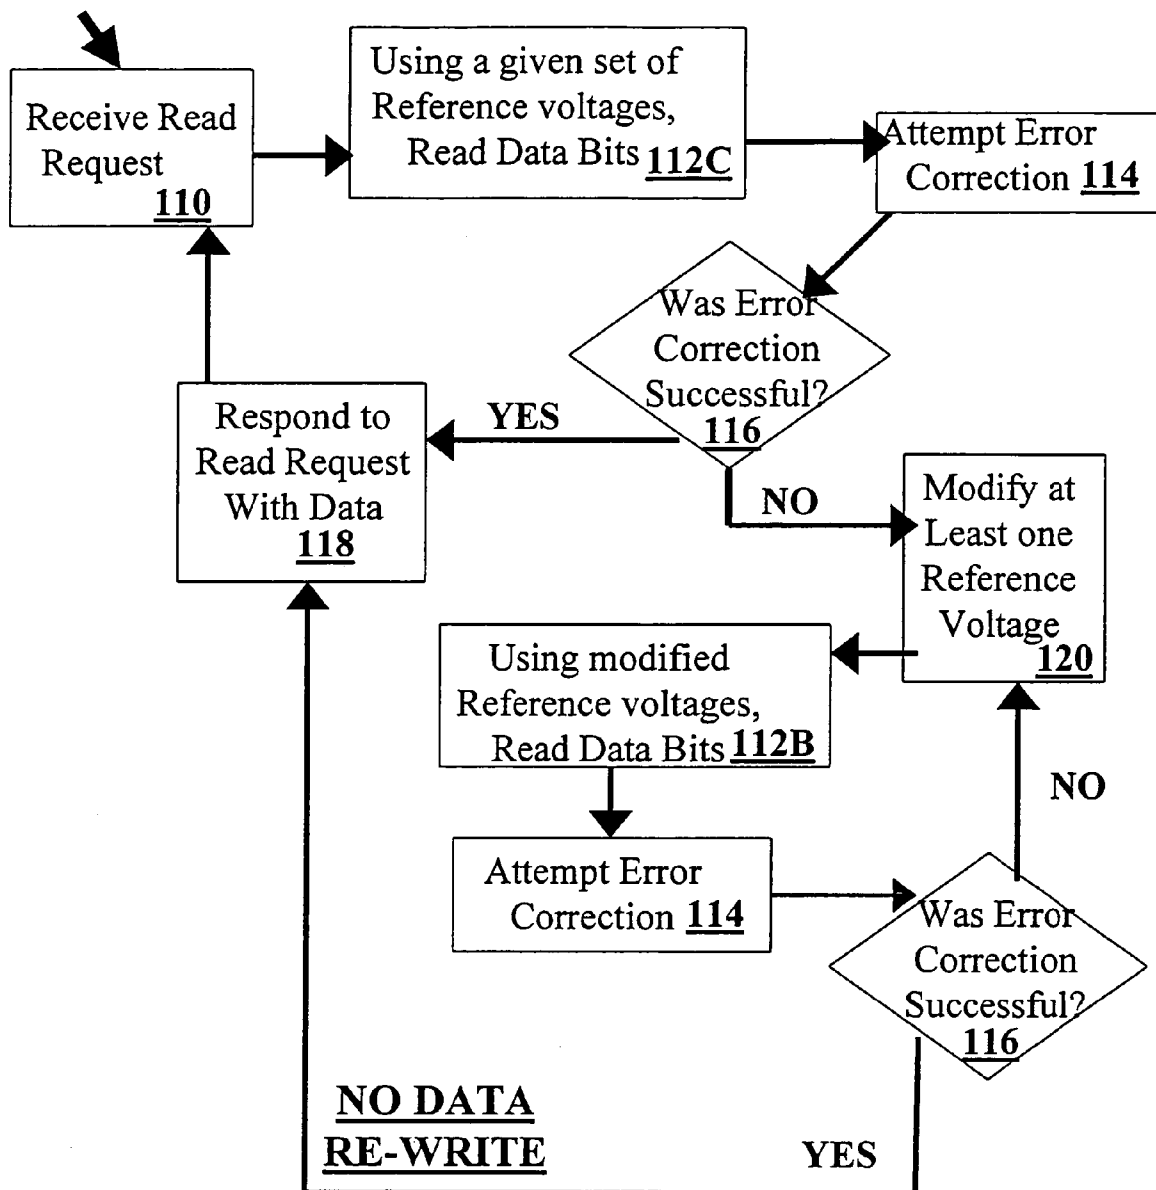 Receive Read
Request
110
Using a given set of
Reference voltages,
Read Data Bits 112C
Attempt Error
Correction 114
Was Error
Correction
Successful?
116
YES
Respond to
Read Request
With Data
118
NO
Modify at
Least one
Reference
Voltage
120
Using modified
Reference voltages,
Read Data Bits 112B
NO
Attempt Error
Correction 114
Was Error
Correction
Successful?
116
NO DATA
RE-WRITE
YES